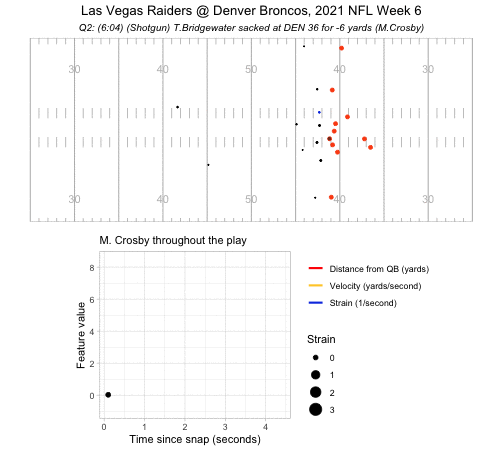 Las Vegas Raiders @ Denver Broncos, 2021 NFL Week 6
Q2: (6:04) (Shotgun) T.Bridgewater sacked at DEN 36 for -6 yards (M.Crosby)
30 40 50 40 30
30 40 50 40 30
M. Crosby throughout the play
Feature value
8
6
4
2
0
0 1 2 3 4
Time since snap (seconds)
Distance from QB (yards)
Velocity (yards/second)
Strain (1/second)
Strain
0
1
2
3